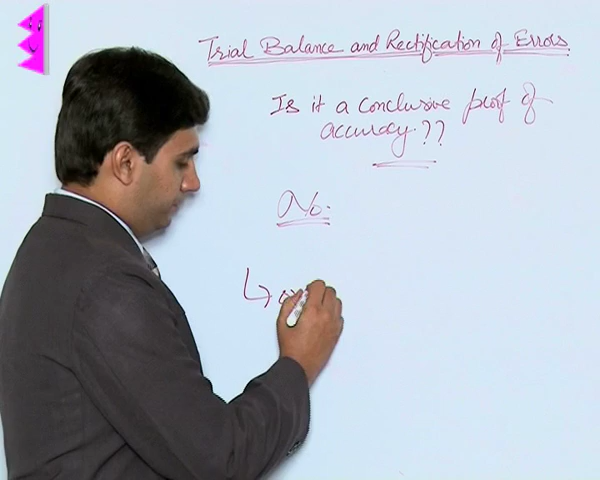 Trial Balance and Rectification of Errors
Is it a conclusive proof of
accuracy??
No.